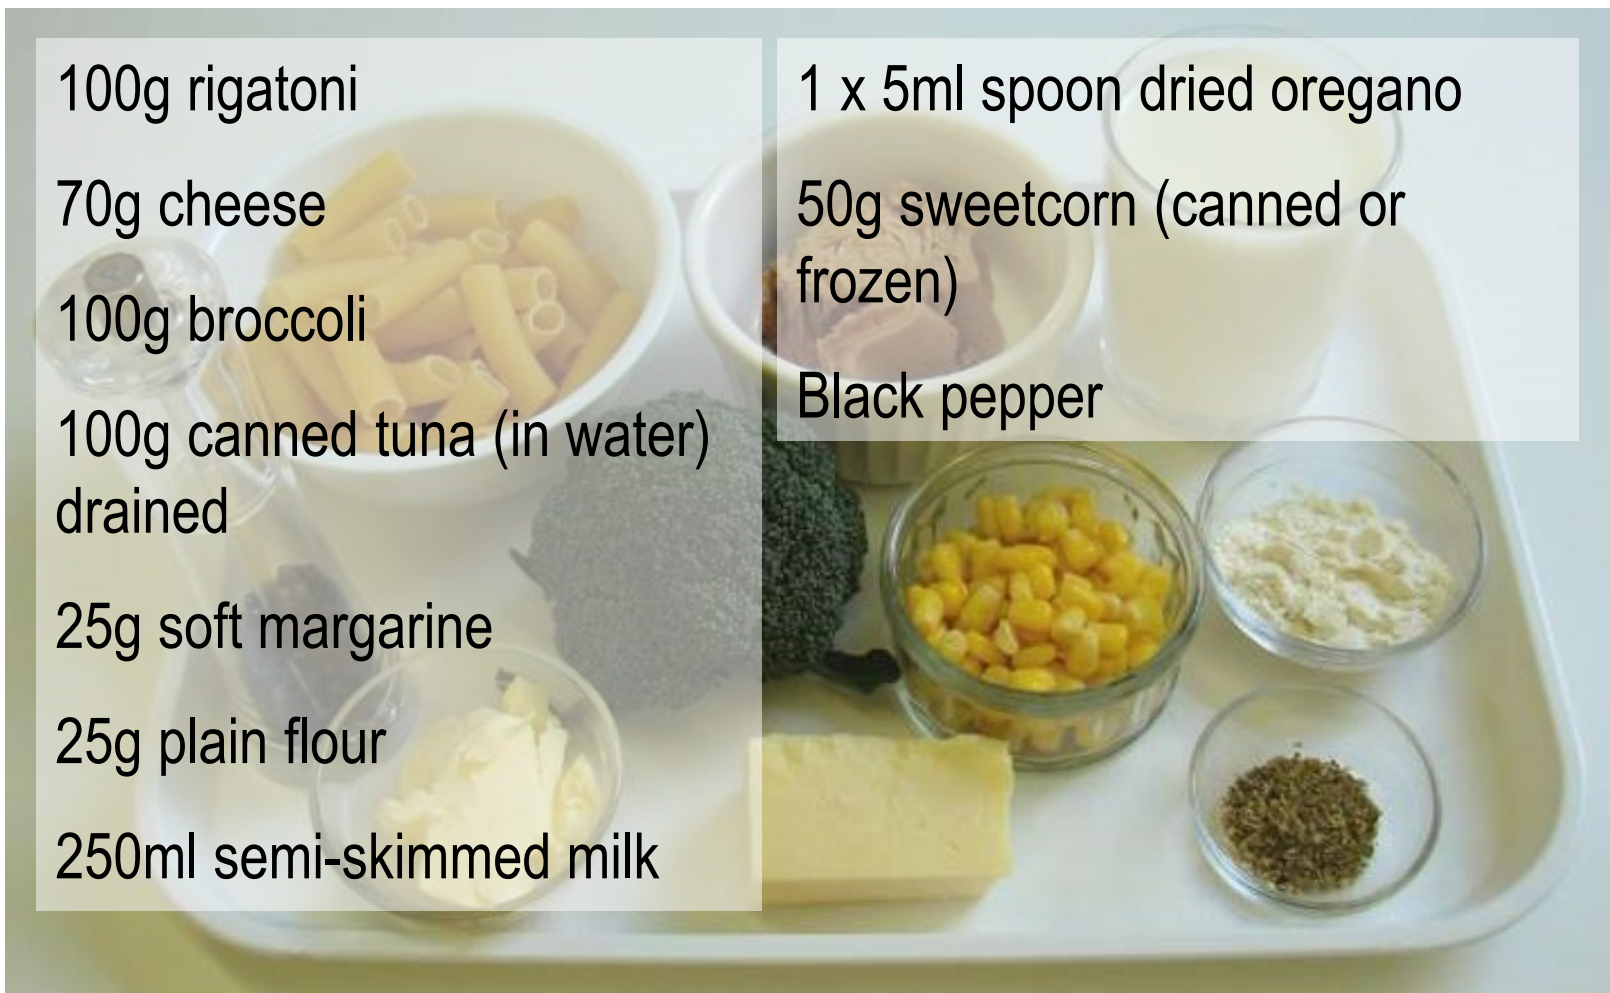 100g rigatoni
70g cheese
100g broccoli
100g canned tuna (in water)
drained
25g soft margarine
25g plain flour
250ml semi-skimmed milk
1 x 5ml spoon dried oregano
50g sweetcorn (canned or
frozen)
Black pepper